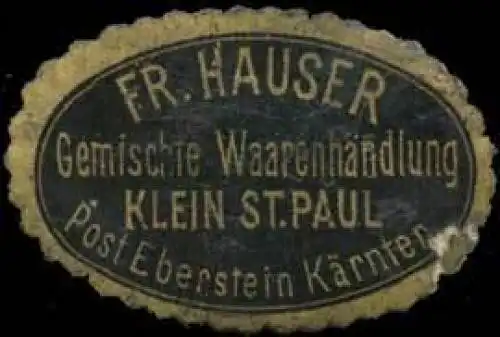 FR. HAUSER
Gemischte Waarenhandlung
KLEIN ST. PAUL
Post Eberstein Kärnten